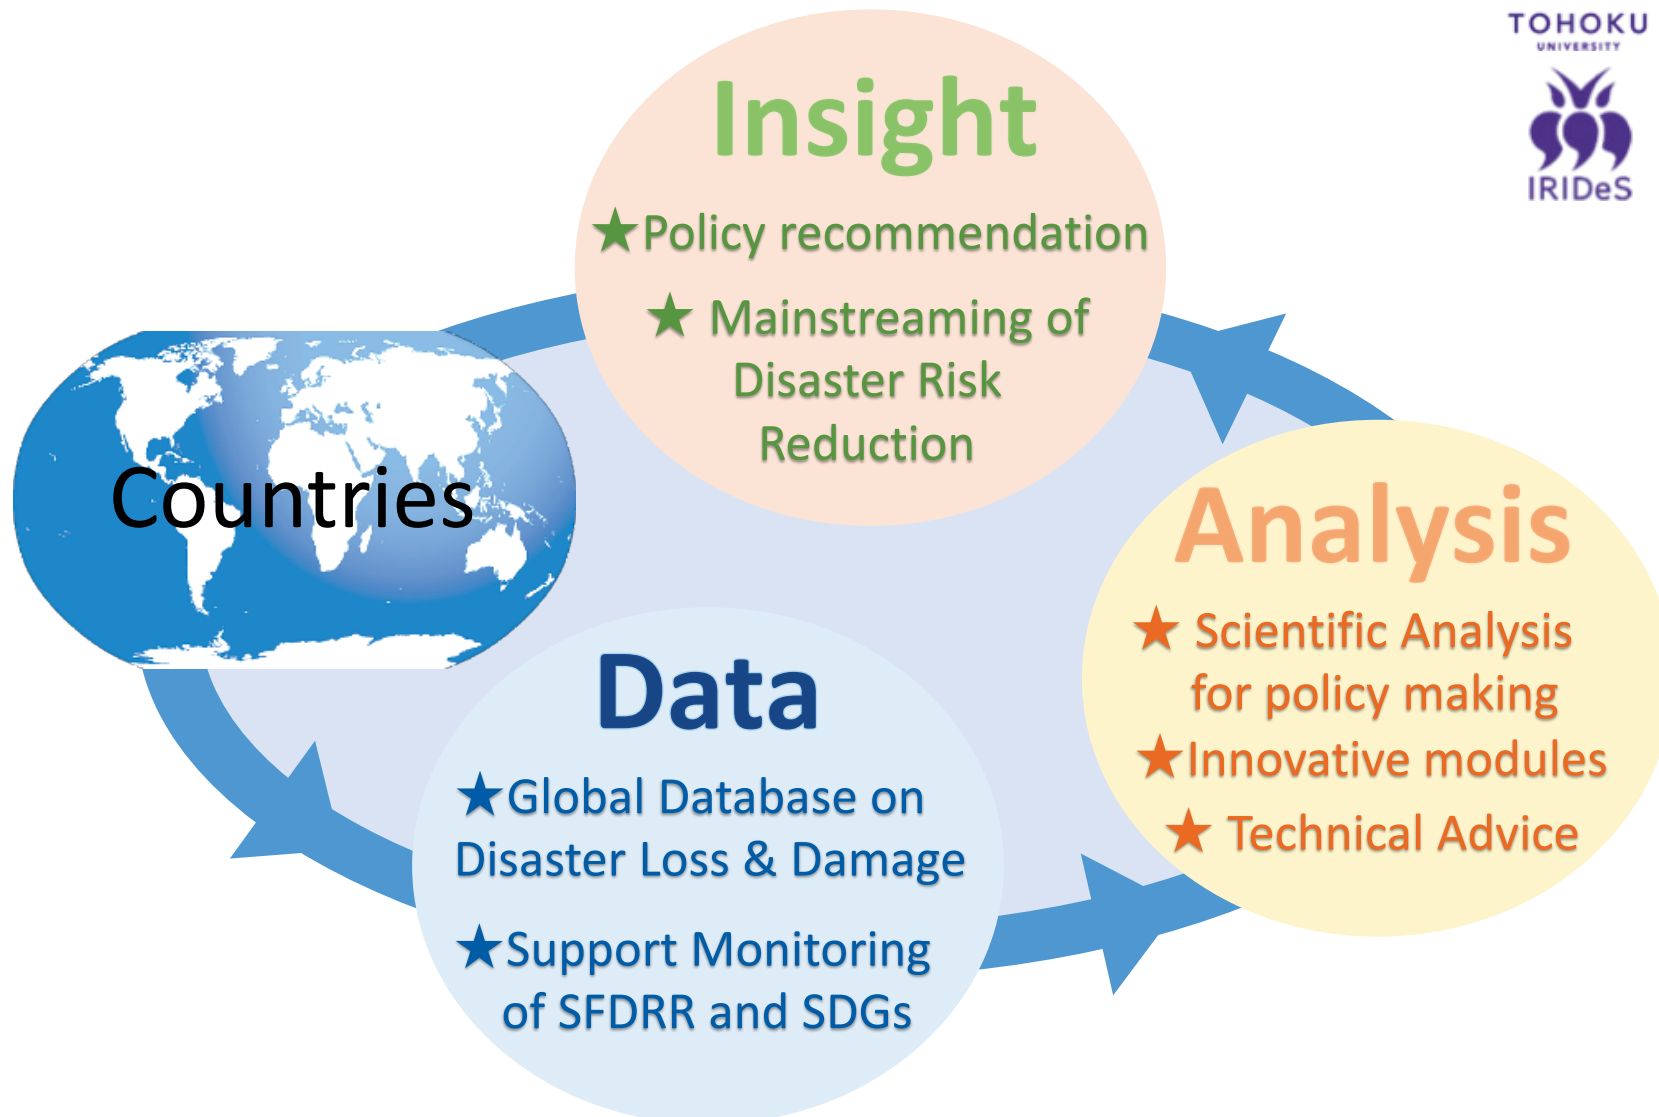 TOHOKU
UNIVERSITY
IRIDeS
Insight
★Policy recommendation
★ Mainstreaming of
Disaster Risk
Reduction
Countries
Analysis
★ Scientific Analysis
for policy making
★Innovative modules
★ Technical Advice
Data
★Global Database on
Disaster Loss & Damage
★Support Monitoring
of SFDRR and SDGs